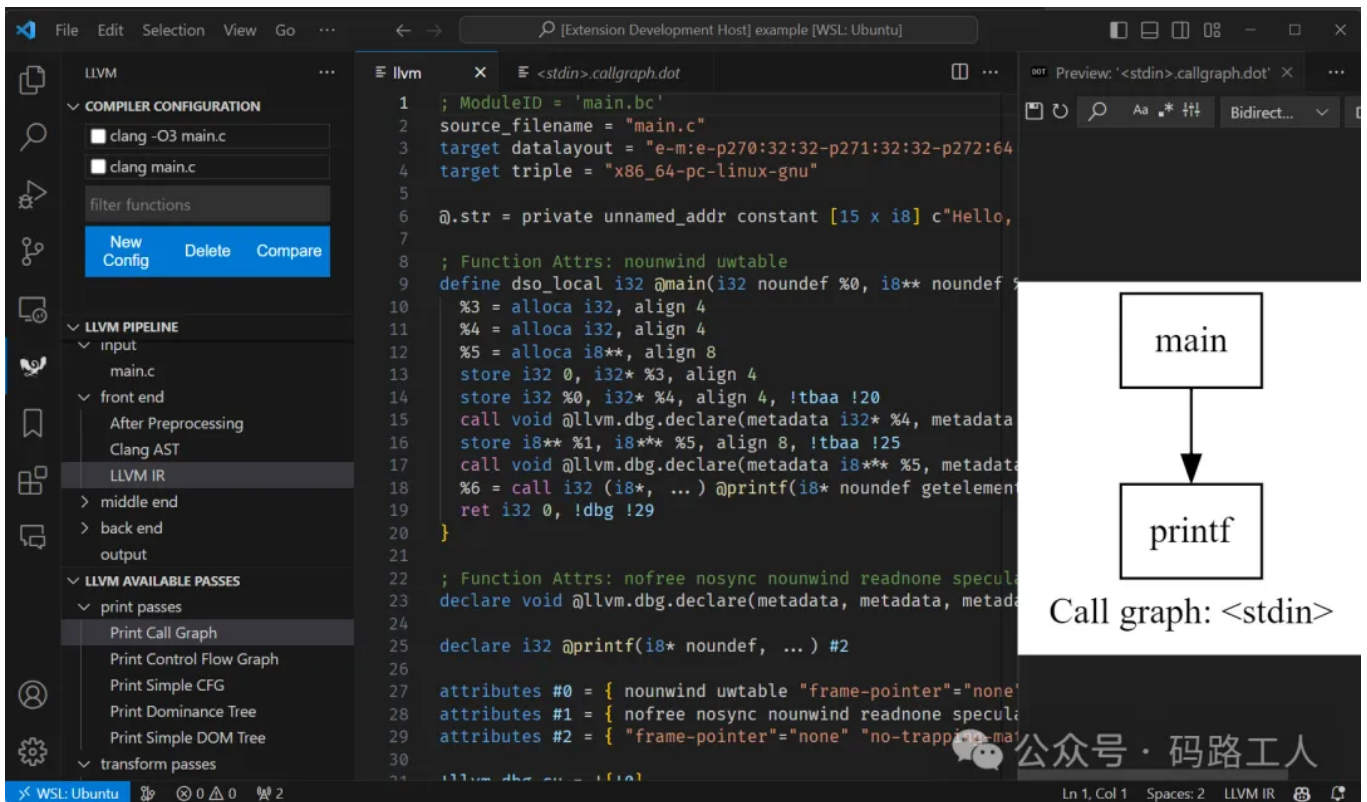 File Edit Selection View Go ···
[Extension Development Host] example [WSL: Ubuntu]
LLVM ···
COMPILER CONFIGURATION
clang -O3 main.c
clang main.c
filter functions
New Config
Delete
Compare
LLVM PIPELINE
input
main.c
front end
After Preprocessing
Clang AST
LLVM IR
middle end
back end
output
LLVM AVAILABLE PASSES
print passes
Print Call Graph
Print Control Flow Graph
Print Simple CFG
Print Dominance Tree
Print Simple DOM Tree
transform passes
llvm
<stdin>.callgraph.dot
1 ; ModuleID = 'main.bc'
2 source_filename = "main.c"
3 target datalayout = "e-m:e-p270:32:32-p271:32:32-p272:64
4 target triple = "x86_64-pc-linux-gnu"
5
6 @.str = private unnamed_addr constant [15 x i8] c"Hello,
7
8 ; Function Attrs: nounwind uwtable
9 define dso_local i32 @main(i32 noundef %0, i8** noundef %
10 %3 = alloca i32, align 4
11 %4 = alloca i32, align 4
12 %5 = alloca i8**, align 8
13 store i32 0, i32* %3, align 4
14 store i32 %0, i32* %4, align 4, !tbaa !20
15 call void @llvm.dbg.declare(metadata i32* %4, metadata
16 store i8** %1, i8*** %5, align 8, !tbaa !25
17 call void @llvm.dbg.declare(metadata i8*** %5, metadata
18 %6 = call i32 (i8*, ...) @printf(i8* noundef getelement
19 ret i32 0, !dbg !29
20 }
21
22 ; Function Attrs: nofree nosync nounwind readnone specula
23 declare void @llvm.dbg.declare(metadata, metadata, metada
24
25 declare i32 @printf(i8* noundef, ...) #2
26
27 attributes #0 = { nounwind uwtable "frame-pointer"="none"
28 attributes #1 = { nofree nosync nounwind readnone specula
29 attributes #2 = { "frame-pointer"="none" "no-trapping-mat
30
Preview: '<stdin>.callgraph.dot'
Aa
Bidirect...
main
printf
Call graph: <stdin>
公众号 · 码路工人
WSL: Ubuntu 0 0 2
Ln 1, Col 1 Spaces: 2 LLVM IR